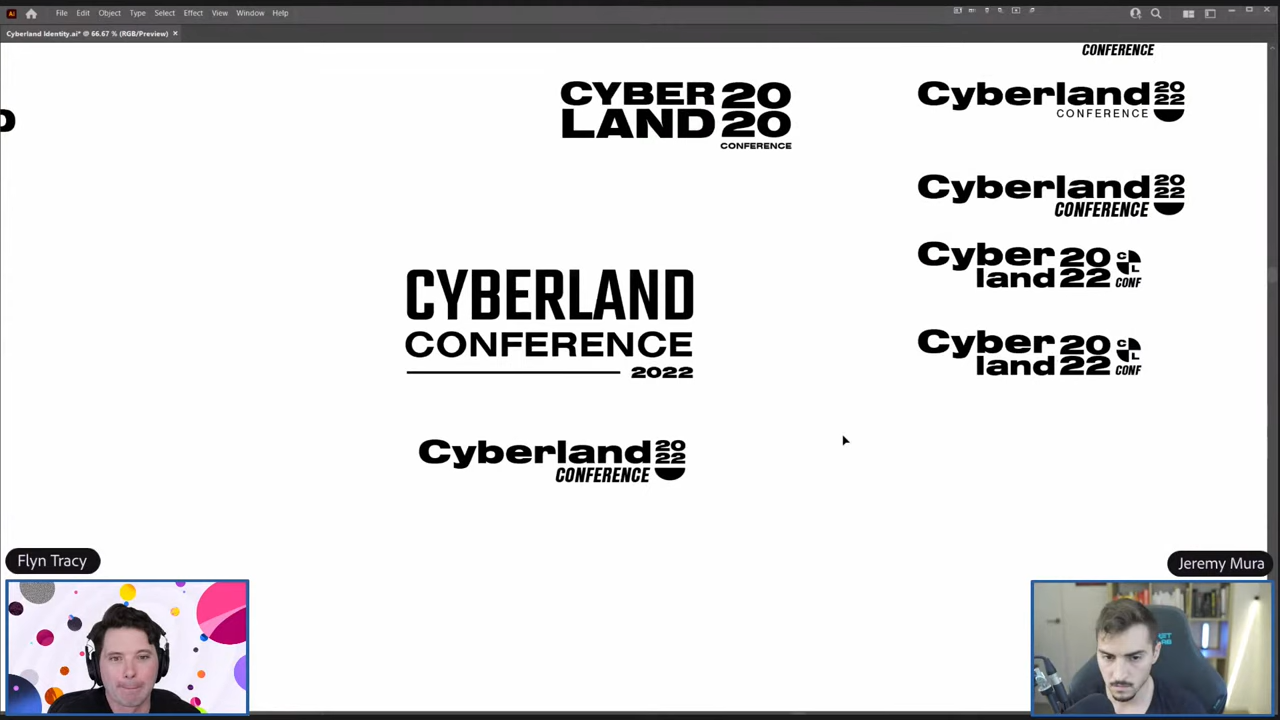 Ai File Edit Object Type Select Effect View Window Help
Cyberland Identity.ai* @ 66.67 % (RGB/Preview) ×
CONFERENCE
CYBER 20
LAND 20
CONFERENCE
Cyberland 20
22
CONFERENCE
Cyberland 20
22
CONFERENCE
Cyber 20 C
land 22 L
CONF
CYBERLAND
CONFERENCE
2022
Cyber 20 C
land 22 L
CONF
Cyberland 20
22
CONFERENCE
Flyn Tracy
Jeremy Mura